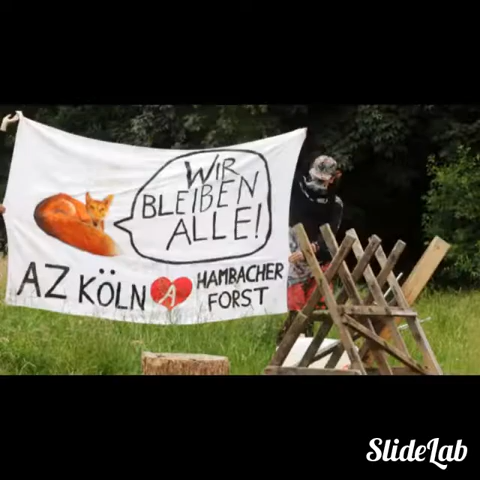 WIR
BLEIBEN
ALLE!
AZ KÖLN A HAMBACHER
FORST
SlideLab